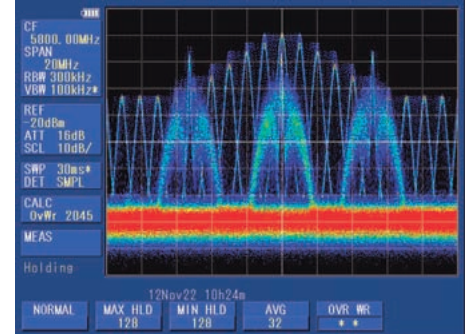 CF
5800.00MHz
SPAN
20MHz
RBW 300kHz
VBW 100kHz*
REF
-20dBm
ATT 16dB
SCL 10dB/
SWP 30ms*
DET SMPL
CALC
OvWr 2045
MEAS
Holding
12Nov22 10h24m
NORMAL
MAX HLD
128
MIN HLD
128
AVG
32
OVR WR
* *